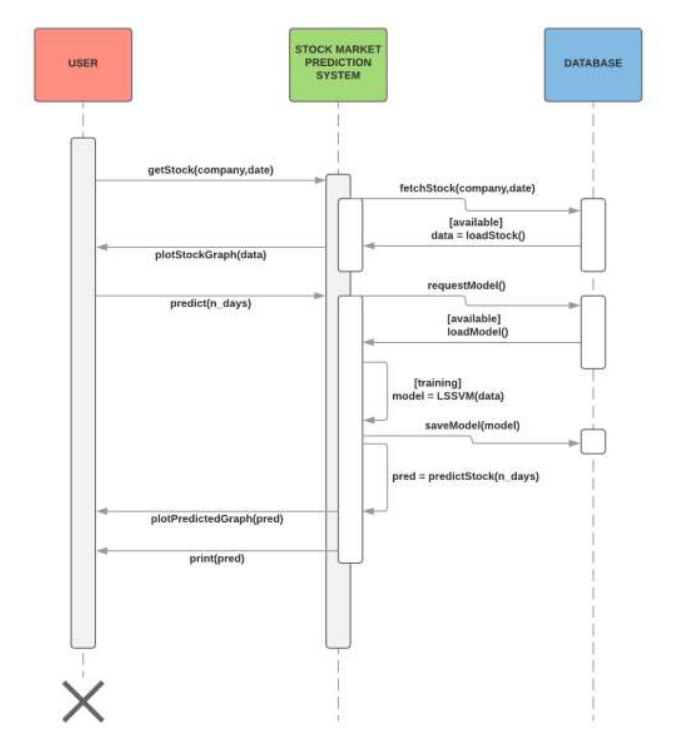 USER
STOCK MARKET
PREDICTION
SYSTEM
DATABASE
getStock(company,date)
fetchStock(company,date)
[available]
data = loadStock()
plotStockGraph(data)
requestModel()
predict(n_days)
[available]
loadModel()
[training]
model = LSSVM(data)
saveModel(model)
pred = predictStock(n_days)
plotPredictedGraph(pred)
print(pred)